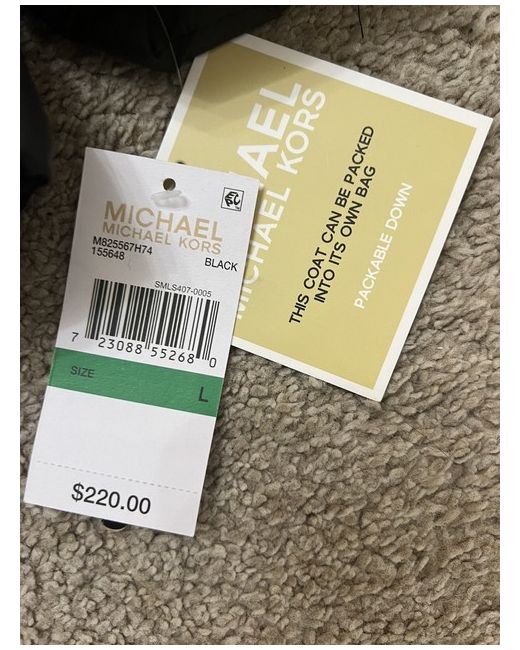 MICHAEL
MICHAEL KORS
M825567H74
155648
BLACK
SMLS407-0005
7 23088 55268 0
SIZE
L
$220.00
MICHAEL KORS
THIS COAT CAN BE PACKED
INTO ITS OWN BAG
PACKABLE DOWN